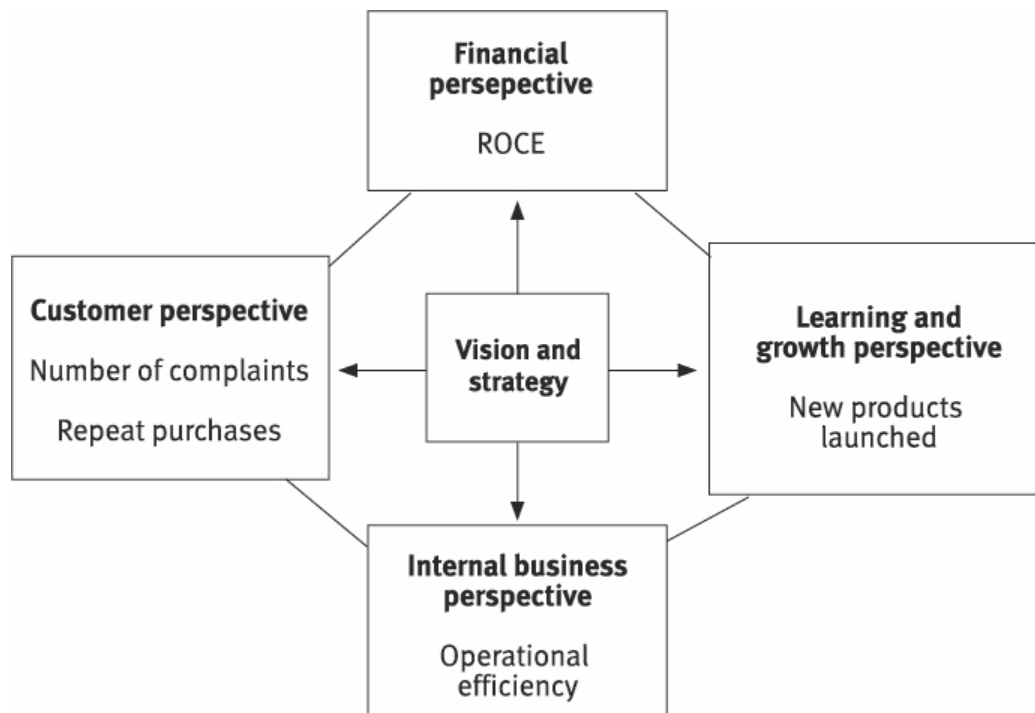 Financial
persepective
ROCE
Customer perspective
Number of complaints
Repeat purchases
Vision and
strategy
Learning and
growth perspective
New products
launched
Internal business
perspective
Operational
efficiency